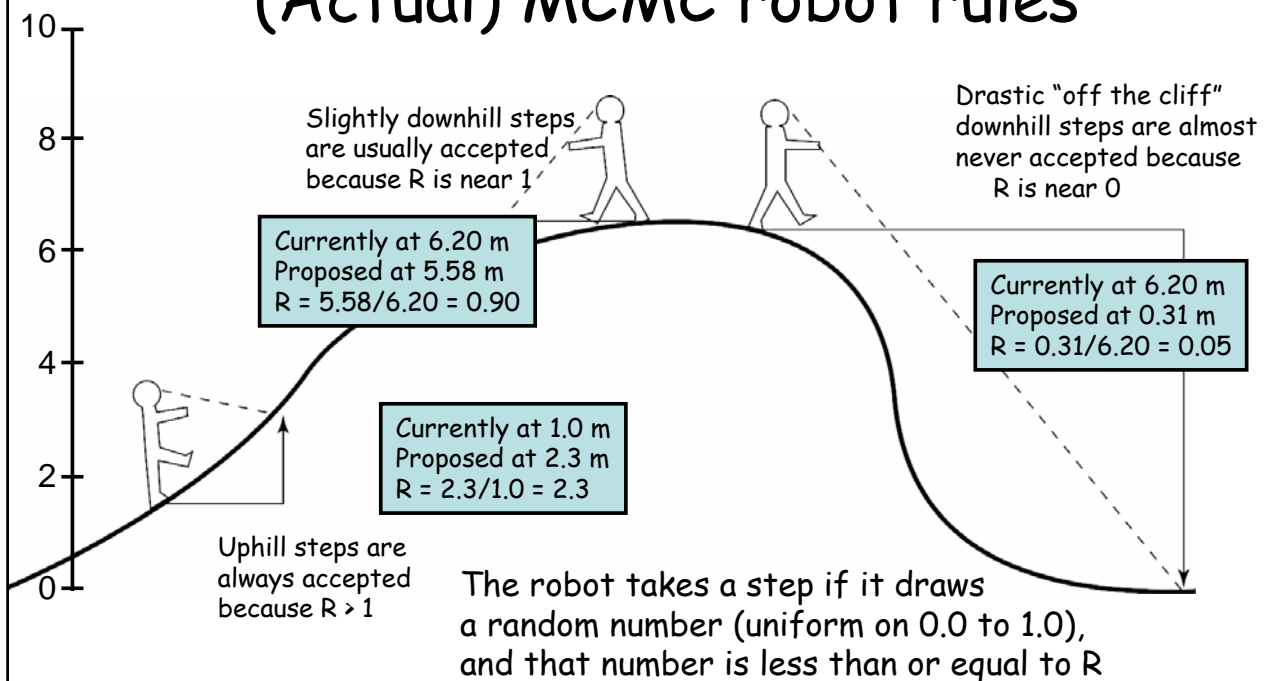 (Actual) MCMC robot rules
10
8
6
4
2
0
Slightly downhill steps
are usually accepted
because R is near 1
Drastic “off the cliff”
downhill steps are almost
never accepted because
R is near 0
Currently at 6.20 m
Proposed at 5.58 m
R = 5.58/6.20 = 0.90
Currently at 6.20 m
Proposed at 0.31 m
R = 0.31/6.20 = 0.05
Currently at 1.0 m
Proposed at 2.3 m
R = 2.3/1.0 = 2.3
Uphill steps are
always accepted
because R > 1
The robot takes a step if it draws
a random number (uniform on 0.0 to 1.0),
and that number is less than or equal to R